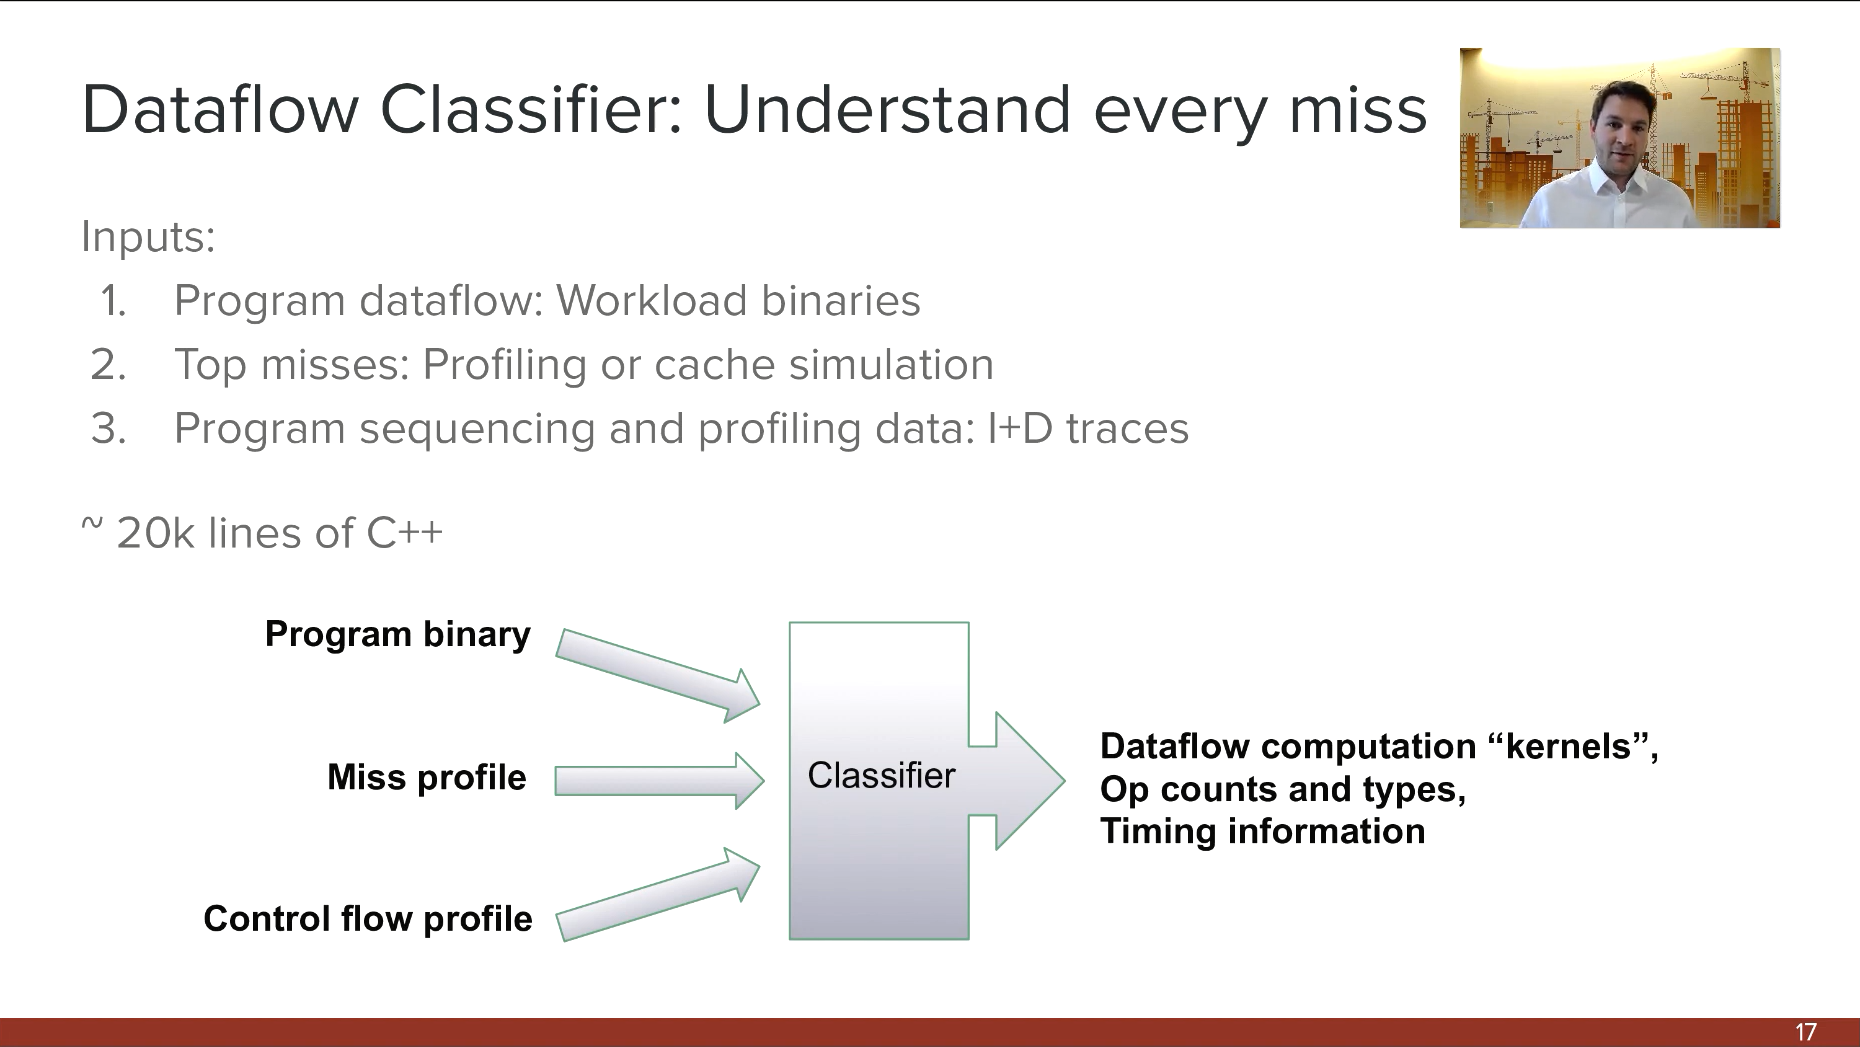 Dataflow Classifier: Understand every miss
Inputs:
1. Program dataflow: Workload binaries
2. Top misses: Profiling or cache simulation
3. Program sequencing and profiling data: I+D traces
~ 20k lines of C++
Program binary
Miss profile
Control flow profile
Classifier
Dataflow computation “kernels”,
Op counts and types,
Timing information
17